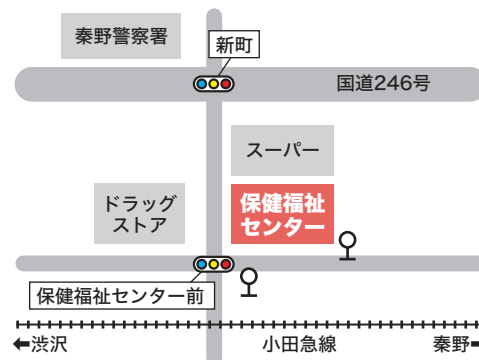 秦野警察署
新町
国道246号
スーパー
ドラッグ
ストア
保健福祉
センター
保健福祉センター前
←渋沢
小田急線
秦野